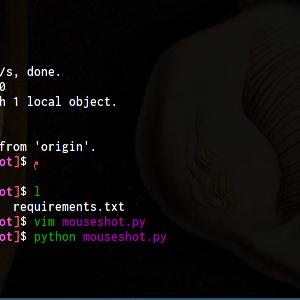 /s, done.
0
h 1 local object.
from 'origin'.
ot]$
ot]$ l
requirements.txt
ot]$ vim mouseshot.py
ot]$ python mouseshot.py